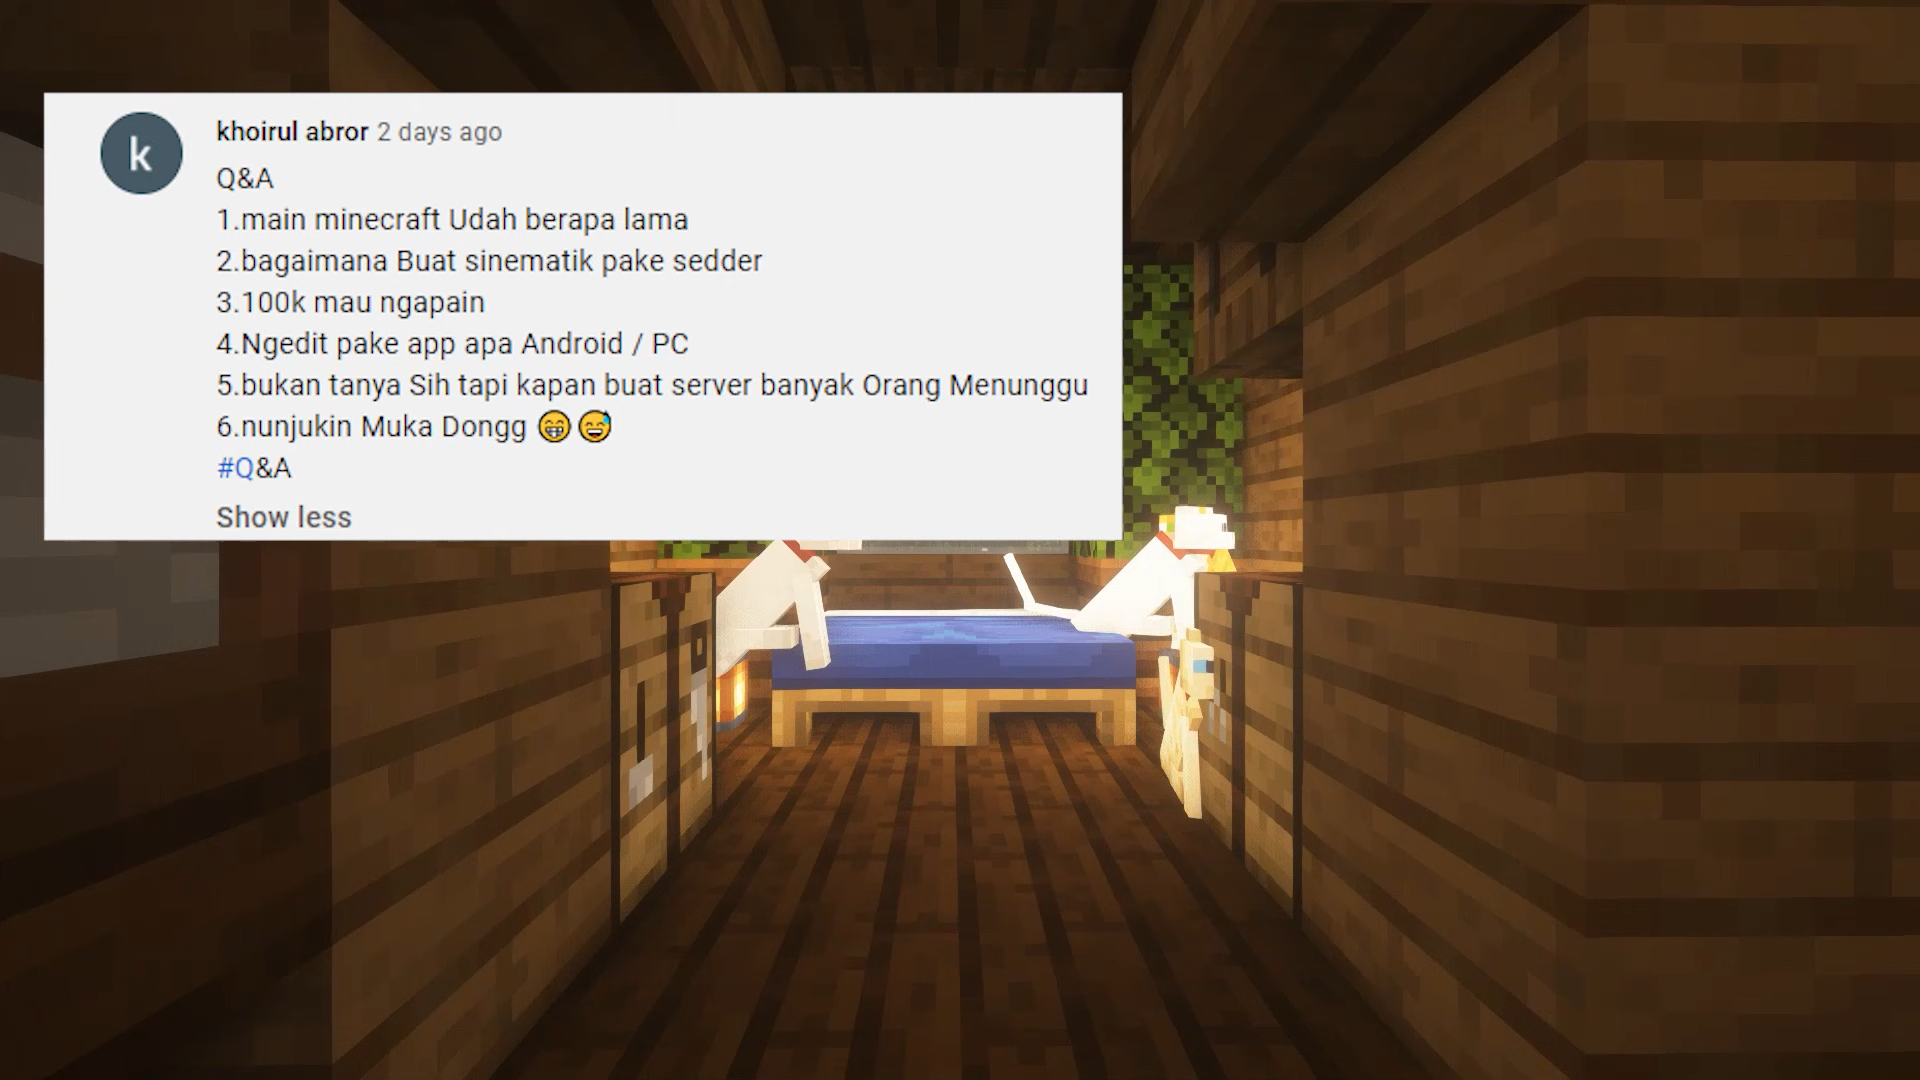 k
khoirul abror 2 days ago
Q&A
1.main minecraft Udah berapa lama
2.bagaimana Buat sinematik pake sedder
3.100k mau ngapain
4.Ngedit pake app apa Android / PC
5.bukan tanya Sih tapi kapan buat server banyak Orang Menunggu
6.nunjukin Muka Dongg 😁😅
#Q&A
Show less